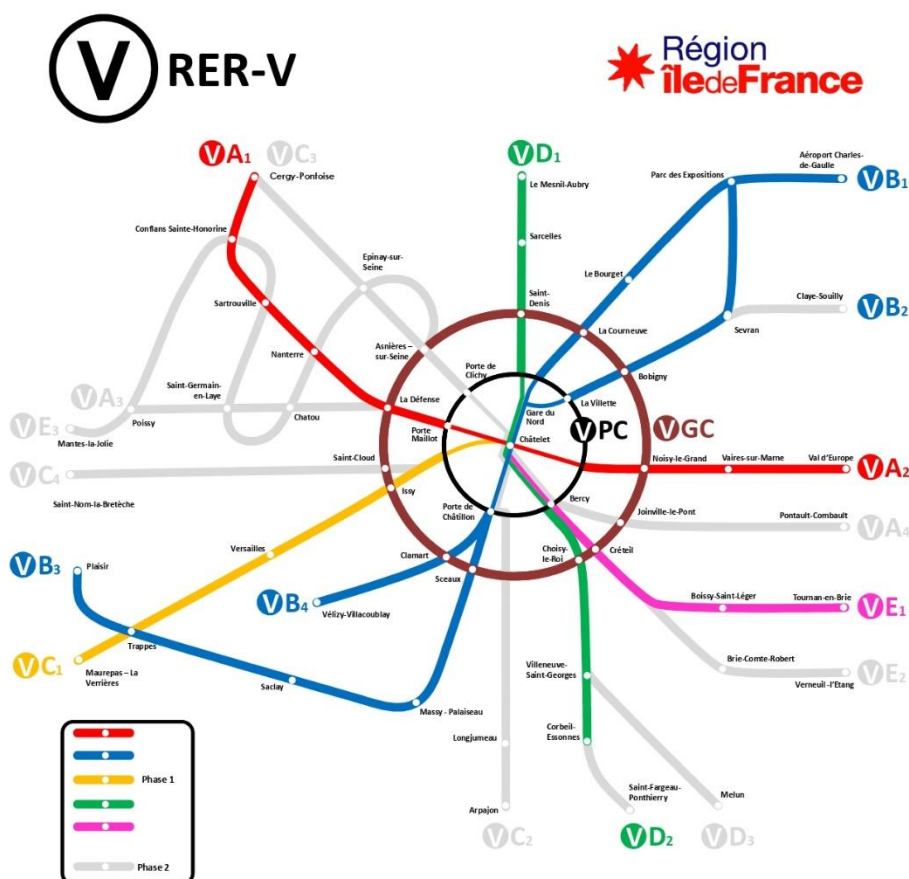 V RER-V
Région
îledeFrance
VA1
VC3
Cergy-Pontoise
VD1
Le Mesnil-Aubry
Aéroport Charles-
de-Gaulle
Parc des Expositions
VB1
Conflans Sainte-Honorine
Sarcelles
Epinay-sur-
Seine
Le Bourget
Sartrouville
Saint-
Denis
Claye-Souilly
VB2
Sevran
La Courneuve
Nanterre
Asnières –
sur-Seine
Porte de
Clichy
Bobigny
VA3
Saint-Germain
en-Laye
La Défense
La Villette
VE3
Mantes-la-Jolie
Poissy
Chatou
Porte
Maillot
Gare du
Nord
VPC
VGC
Châtelet
Saint-Cloud
Noisy-le-Grand
Vaires-sur-Marne
Val d'Europe
VA2
VC4
Saint-Nom-la-Bretèche
Issy
Bercy
Porte de
Châtillon
Joinville-le-Pont
Pontault-Combault
VA4
Versailles
Clamart
Choisy-
le-Roi
Créteil
VB3
Plaisir
Sceaux
VB4
Vélizy-Villacoublay
Boissy-Saint-Léger
Tournan-en-Brie
VE1
Trappes
VC1
Maurepas – La
Verrières
Saclay
Villeneuve-
Saint-Georges
Brie-Comte-Robert
Verneuil-l'Etang
VE2
Massy - Palaiseau
Longjumeau
Corbeil-
Essonnes
Phase 1
Saint-Fargeau-
Ponthierry
Melun
Arpajon
VC2
VD2
VD3
Phase 2